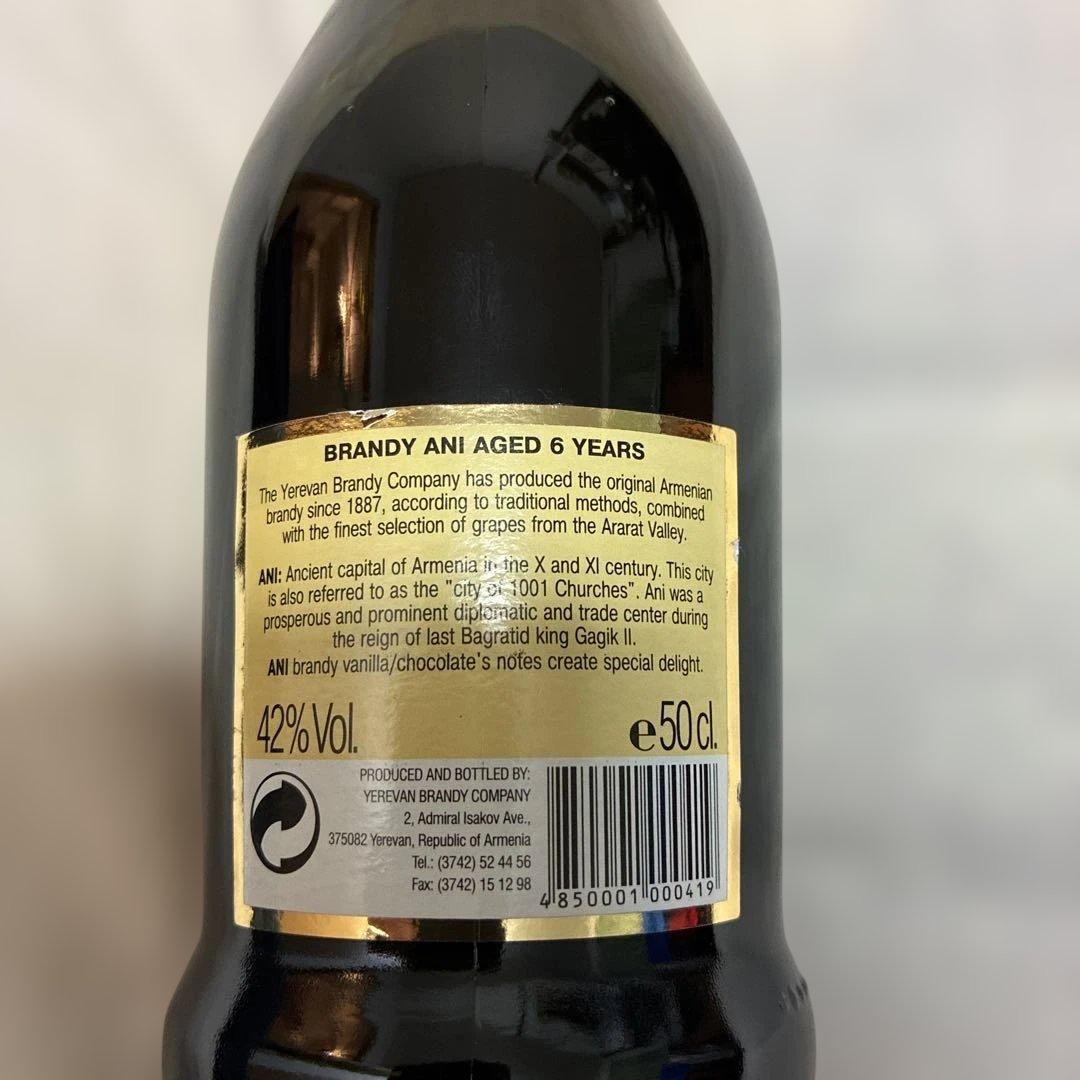 BRANDY ANI AGED 6 YEARS
The Yerevan Brandy Company has produced the original Armenian
brandy since 1887, according to traditional methods, combined
with the finest selection of grapes from the Ararat Valley.
ANI: Ancient capital of Armenia in the X and XI century. This city
is also referred to as the "city of 1001 Churches". Ani was a
prosperous and prominent diplomatic and trade center during
the reign of last Bagratid king Gagik II.
ANI brandy vanilla/chocolate's notes create special delight.
42% Vol.
e 50 cl.
PRODUCED AND BOTTLED BY:
YEREVAN BRANDY COMPANY
2, Admiral Isakov Ave.,
375082 Yerevan, Republic of Armenia
Tel.: (3742) 52 44 56
Fax: (3742) 15 12 98
4 850001 000419